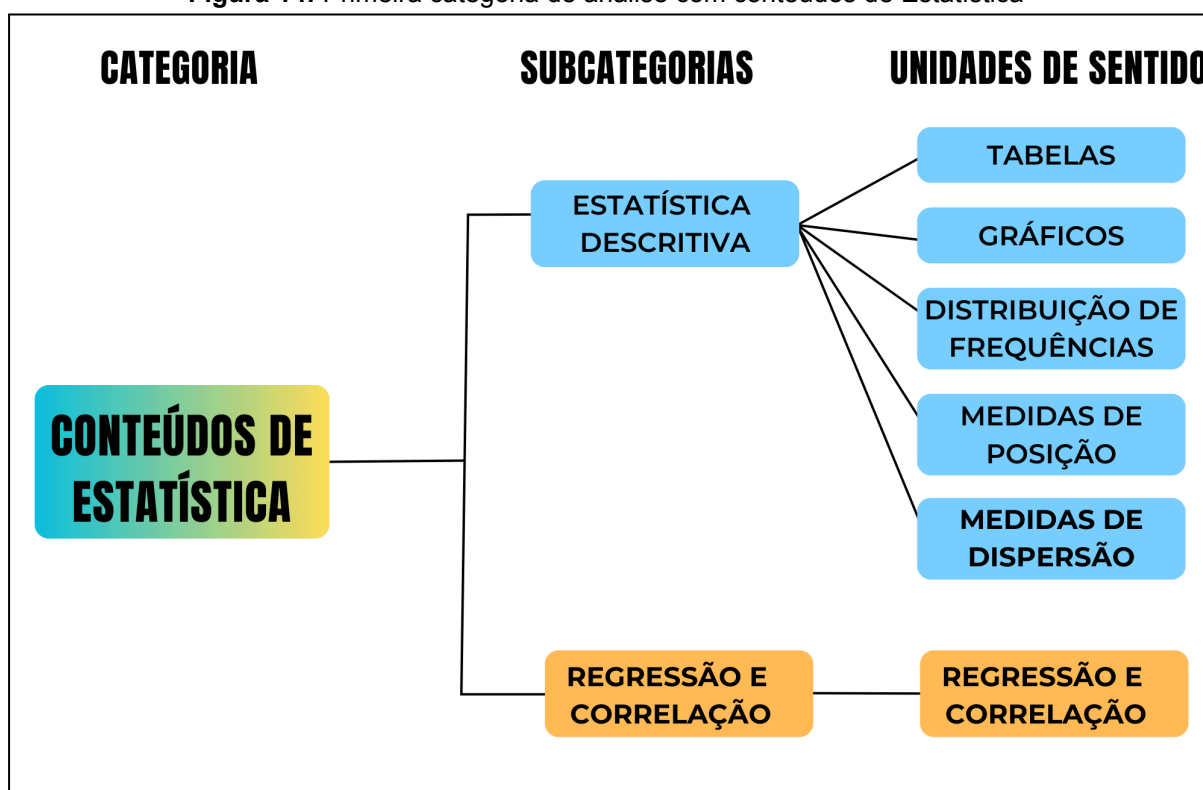 CATEGORIA
SUBCATEGORIAS
UNIDADES DE SENTIDO
CONTEÚDOS DE
ESTATÍSTICA
ESTATÍSTICA
DESCRITIVA
TABELAS
GRÁFICOS
DISTRIBUIÇÃO DE
FREQUÊNCIAS
MEDIDAS DE
POSIÇÃO
MEDIDAS DE
DISPERSÃO
REGRESSÃO E
CORRELAÇÃO
REGRESSÃO E
CORRELAÇÃO